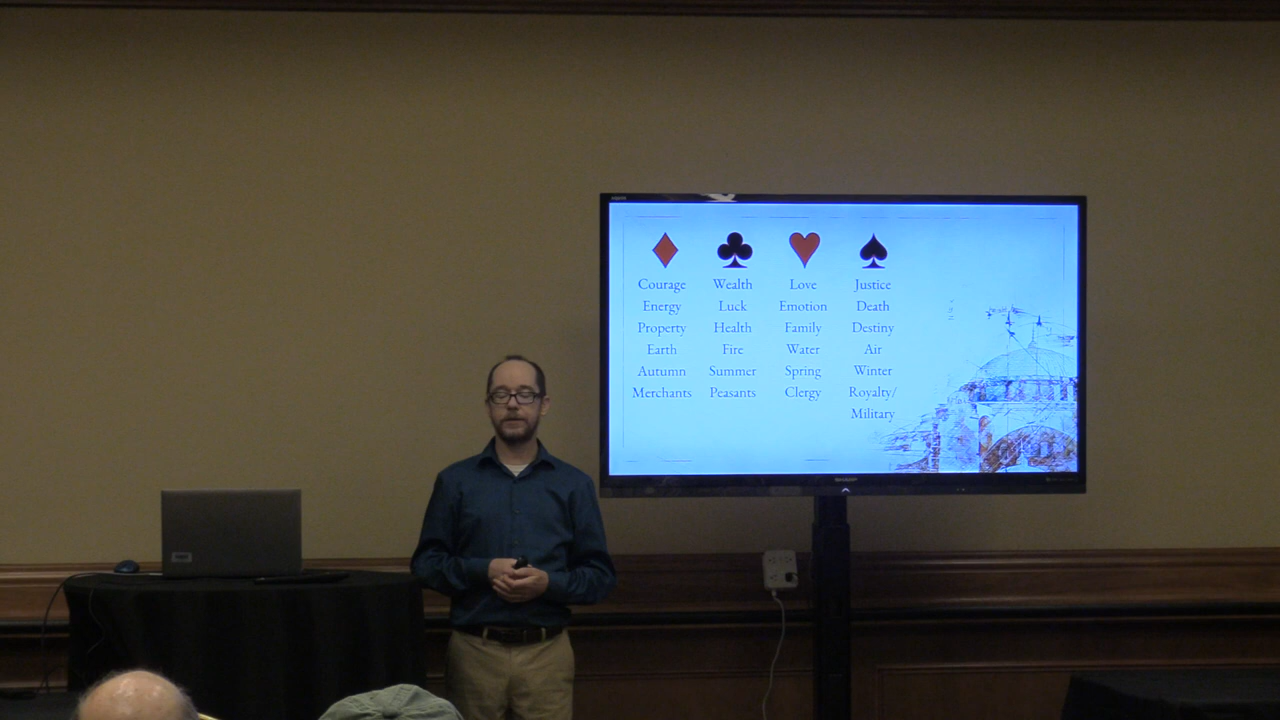 Courage Wealth Love Justice
Energy Luck Emotion Death
Property Health Family Destiny
Earth Fire Water Air
Autumn Summer Spring Winter
Merchants Peasants Clergy Royalty/
Military
SHARP